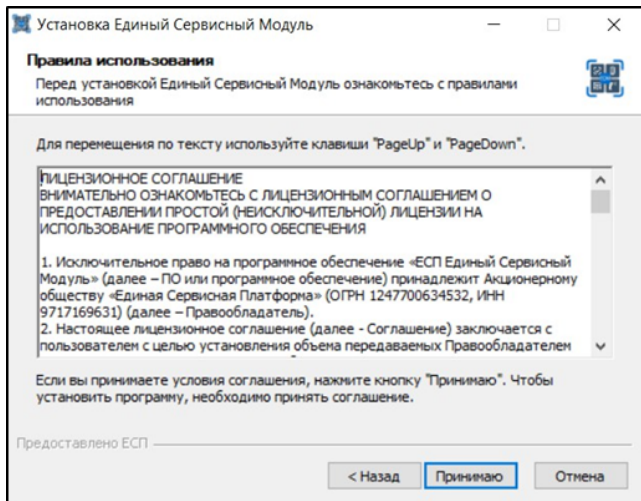 Установка Единый Сервисный Модуль
Правила использования
Перед установкой Единый Сервисный Модуль ознакомьтесь с правилами
использования
Для перемещения по тексту используйте клавиши "PageUp" и "PageDown".
ЛИЦЕНЗИОННОЕ СОГЛАШЕНИЕ
ВНИМАТЕЛЬНО ОЗНАКОМЬТЕСЬ С ЛИЦЕНЗИОННЫМ СОГЛАШЕНИЕМ О
ПРЕДОСТАВЛЕНИИ ПРОСТОЙ (НЕИСКЛЮЧИТЕЛЬНОЙ) ЛИЦЕНЗИИ НА
ИСПОЛЬЗОВАНИЕ ПРОГРАММНОГО ОБЕСПЕЧЕНИЯ
1. Исключительное право на программное обеспечение «ЕСП Единый Сервисный
Модуль» (далее – ПО или программное обеспечение) принадлежит Акционерному
обществу «Единая Сервисная Платформа» (ОГРН 1247700634532, ИНН
9717169631) (далее – Правообладатель).
2. Настоящее лицензионное соглашение (далее - Соглашение) заключается с
пользователем с целью установления объема передаваемых Правообладателем
Если вы принимаете условия соглашения, нажмите кнопку "Принимаю". Чтобы
установить программу, необходимо принять соглашение.
Предоставлено ЕСП
< Назад Принимаю Отмена